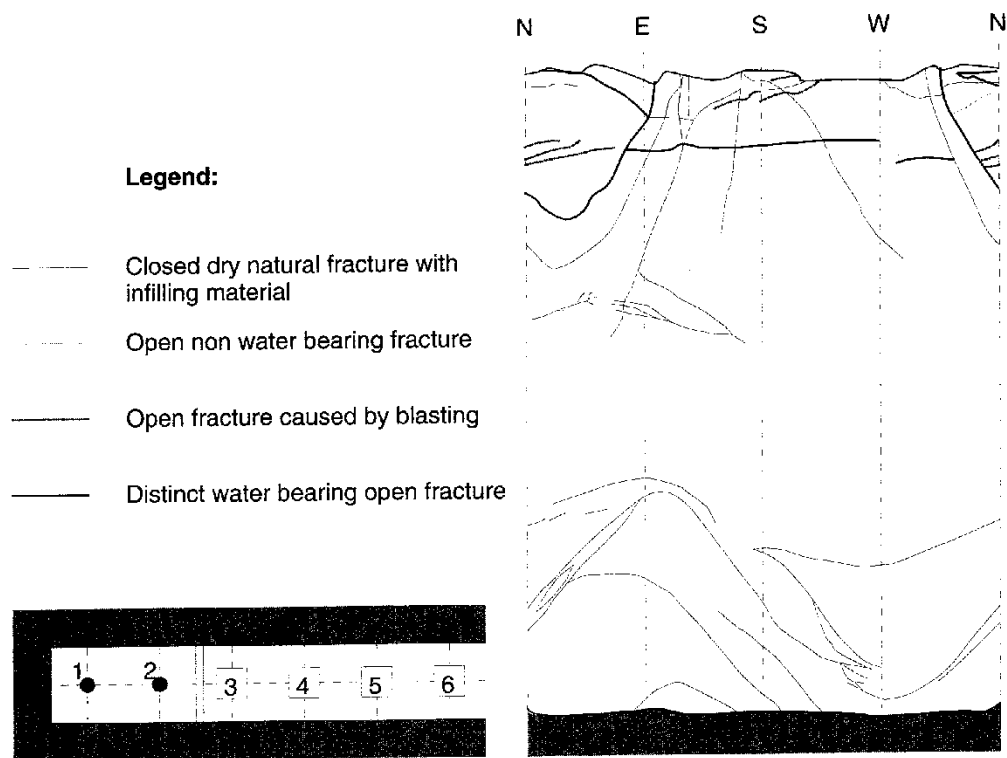 N E S W N
Legend:
Closed dry natural fracture with
infilling material
Open non water bearing fracture
Open fracture caused by blasting
Distinct water bearing open fracture
1 2 3 4 5 6